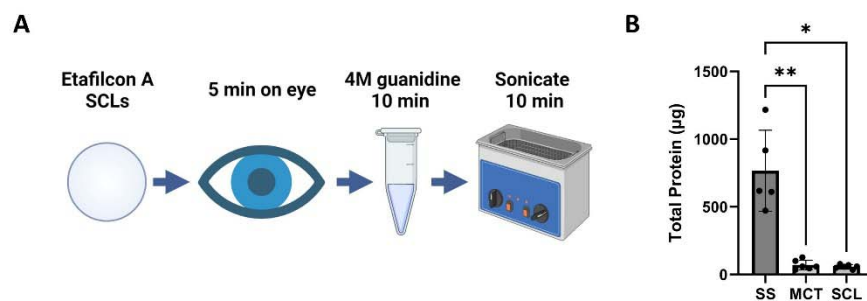 A
Etafilcon A
SCLs
5 min on eye
4M guanidine
10 min
Sonicate
10 min
B
*
**
Total Protein (µg)
1500
1000
500
0
SS MCT SCL